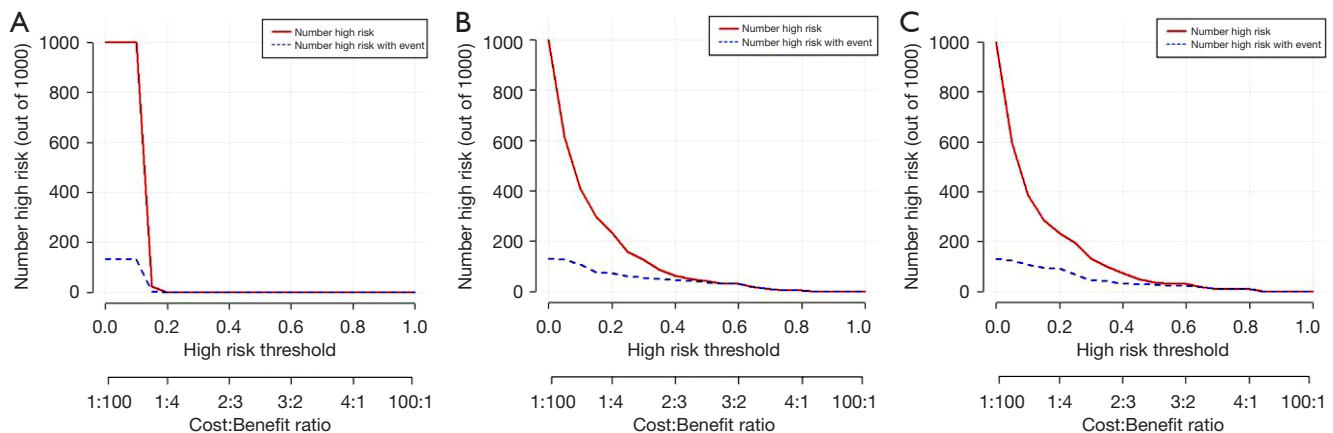 A
Number high risk (out of 1000)
1000
800
600
400
200
0
Number high risk
Number high risk with event
0.0 0.2 0.4 0.6 0.8 1.0
High risk threshold
1:100 1:4 2:3 3:2 4:1 100:1
Cost:Benefit ratio
B
Number high risk (out of 1000)
1000
800
600
400
200
0
Number high risk
Number high risk with event
0.0 0.2 0.4 0.6 0.8 1.0
High risk threshold
1:100 1:4 2:3 3:2 4:1 100:1
Cost:Benefit ratio
C
Number high risk (out of 1000)
1000
800
600
400
200
0
Number high risk
Number high risk with event
0.0 0.2 0.4 0.6 0.8 1.0
High risk threshold
1:100 1:4 2:3 3:2 4:1 100:1
Cost:Benefit ratio